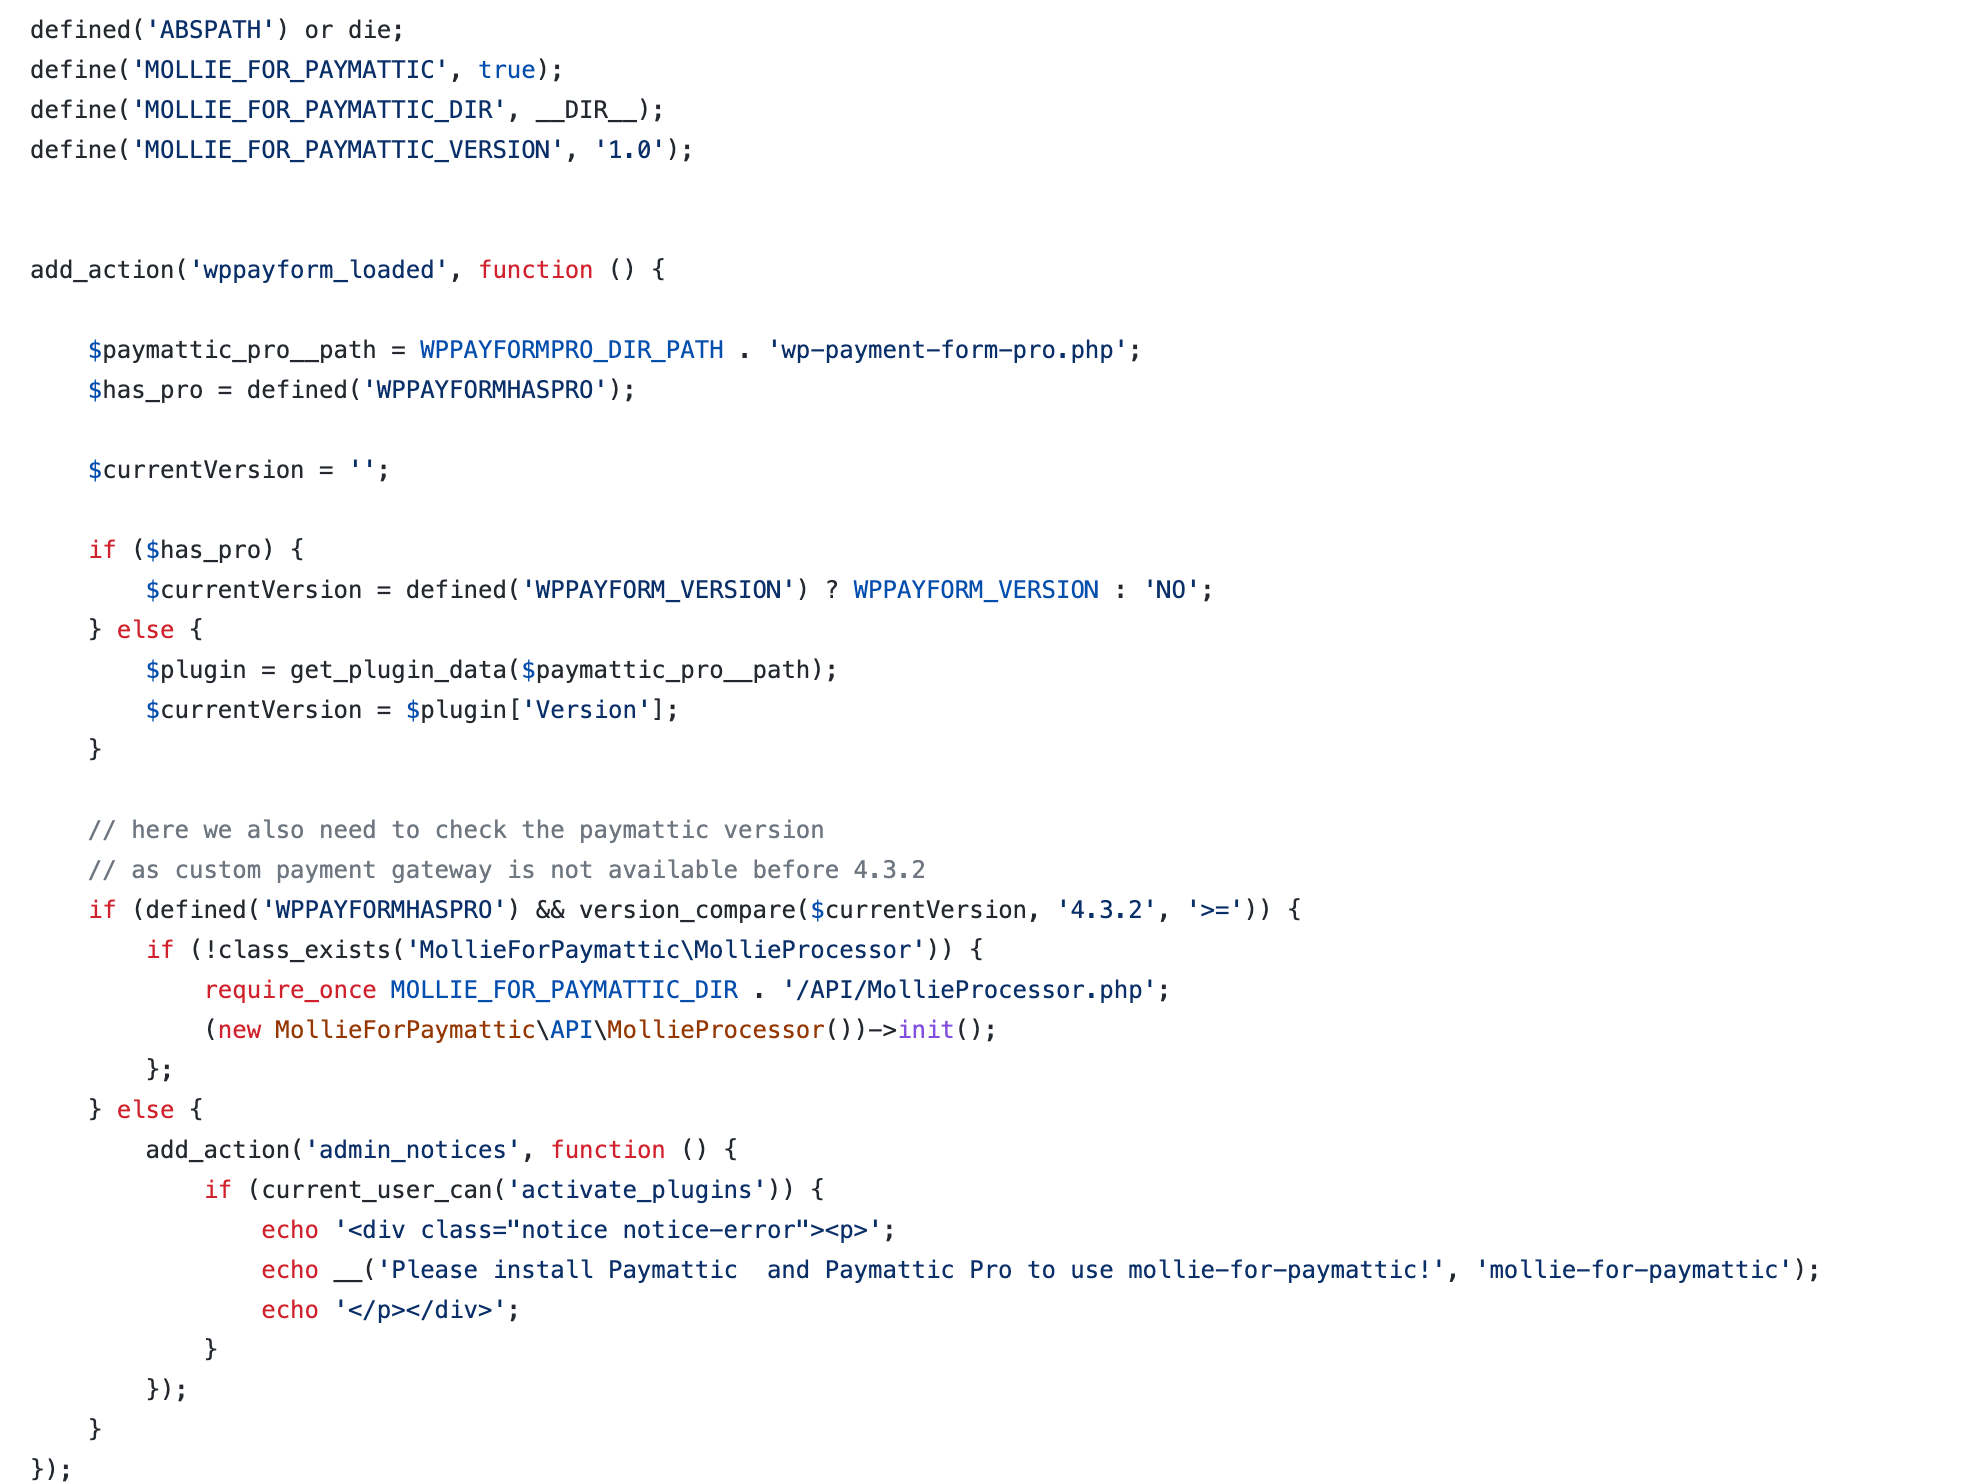 defined('ABSPATH') or die;
define('MOLLIE_FOR_PAYMATTIC', true);
define('MOLLIE_FOR_PAYMATTIC_DIR', __DIR__);
define('MOLLIE_FOR_PAYMATTIC_VERSION', '1.0');


add_action('wppayform_loaded', function () {

    $paymattic_pro__path = WPPAYFORMPRO_DIR_PATH . 'wp-payment-form-pro.php';
    $has_pro = defined('WPPAYFORMHASPRO');

    $currentVersion = '';

    if ($has_pro) {
        $currentVersion = defined('WPPAYFORM_VERSION') ? WPPAYFORM_VERSION : 'NO';
    } else {
        $plugin = get_plugin_data($paymattic_pro__path);
        $currentVersion = $plugin['Version'];
    }

    // here we also need to check the paymattic version
    // as custom payment gateway is not available before 4.3.2
    if (defined('WPPAYFORMHASPRO') && version_compare($currentVersion, '4.3.2', '>=')) {
        if (!class_exists('MollieForPaymattic\MollieProcessor')) {
            require_once MOLLIE_FOR_PAYMATTIC_DIR . '/API/MollieProcessor.php';
            (new MollieForPaymattic\API\MollieProcessor())->init();
        };
    } else {
        add_action('admin_notices', function () {
            if (current_user_can('activate_plugins')) {
                echo '<div class="notice notice-error"><p>';
                echo __('Please install Paymattic  and Paymattic Pro to use mollie-for-paymattic!', 'mollie-for-paymattic');
                echo '</p></div>';
            }
        });
    }
});